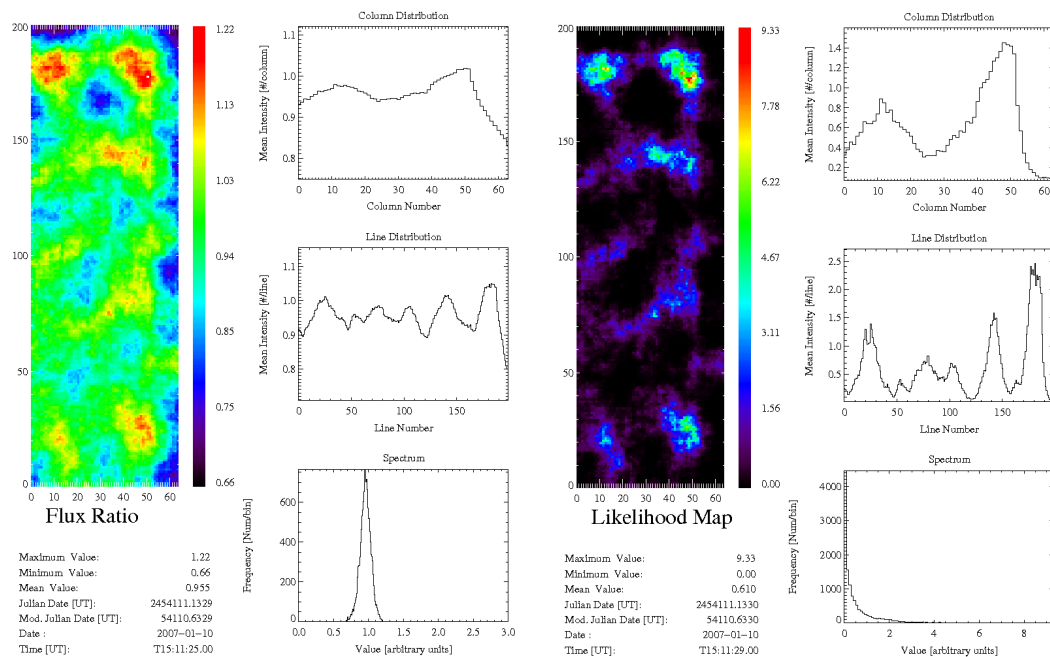 Column Distribution
200
150
100
50
0
0 10 20 30 40 50 60
1.22
1.13
1.03
0.94
0.85
0.75
0.66
Mean Intensity [#/column]
1.1
1.0
0.9
0.8
0 10 20 30 40 50 60
Column Number
Line Distribution
Mean Intensity [#/line]
1.1
1.0
0.9
0.8
0 50 100 150
Line Number
Spectrum
Frequency [Num/bin]
600
400
200
0
0.0 0.5 1.0 1.5 2.0 2.5 3.0
Value [arbitrary units]
Flux Ratio
Maximum Value: 1.22
Minimum Value: 0.66
Mean Value: 0.955
Julian Date [UT]: 2454111.1329
Mod. Julian Date [UT]: 54110.6329
Date : 2007-01-10
Time [UT]: T15:11:25.00
Column Distribution
200
150
100
50
0
0 10 20 30 40 50 60
9.33
7.78
6.22
4.67
3.11
1.56
0.00
Mean Intensity [#/column]
1.4
1.2
1.0
0.8
0.6
0.4
0.2
0 10 20 30 40 50 60
Column Number
Line Distribution
Mean Intensity [#/line]
2.5
2.0
1.5
1.0
0.5
0 50 100 150
Line Number
Spectrum
Frequency [Num/bin]
4000
3000
2000
1000
0
0 2 4 6 8
Value [arbitrary units]
Likelihood Map
Maximum Value: 9.33
Minimum Value: 0.00
Mean Value: 0.610
Julian Date [UT]: 2454111.1330
Mod. Julian Date [UT]: 54110.6330
Date : 2007-01-10
Time [UT]: T15:11:29.00